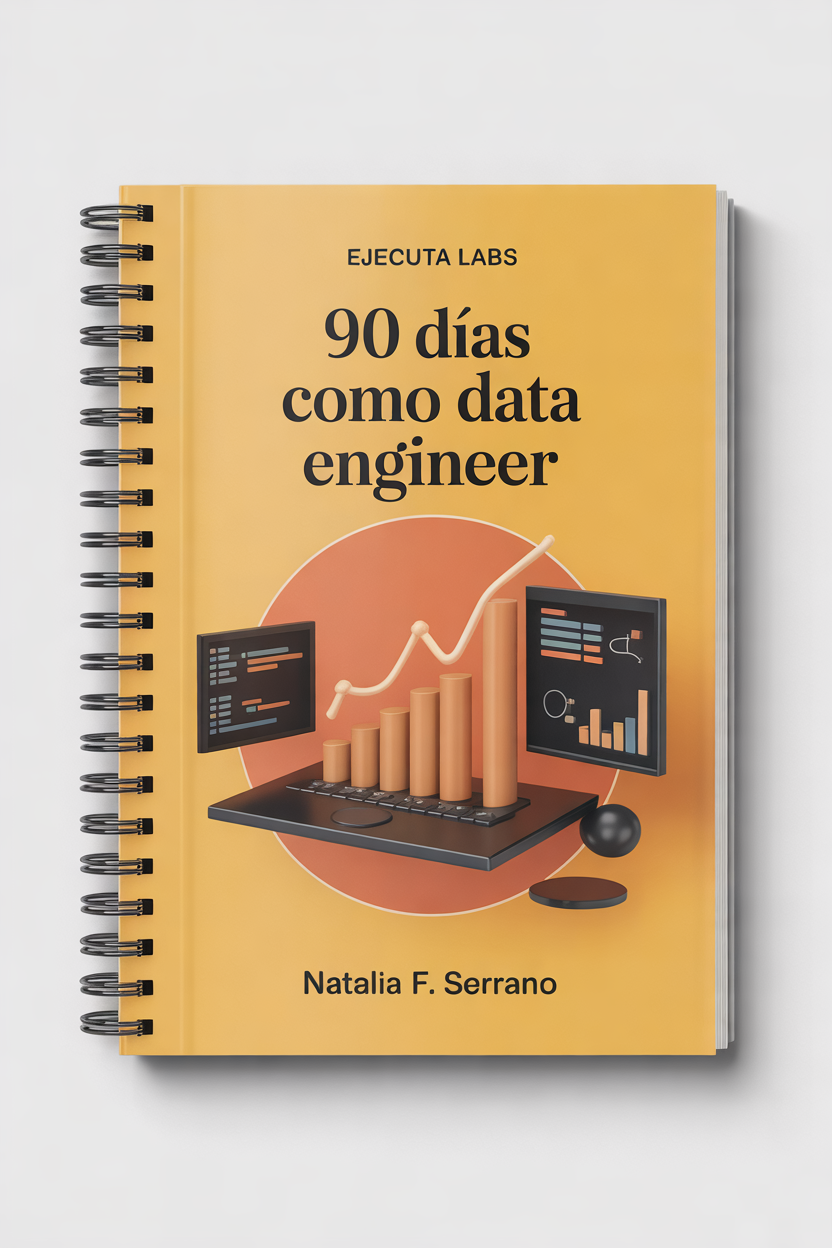 EJECUTA LABS
90 días
como data
engineer
Natalia F. Serrano